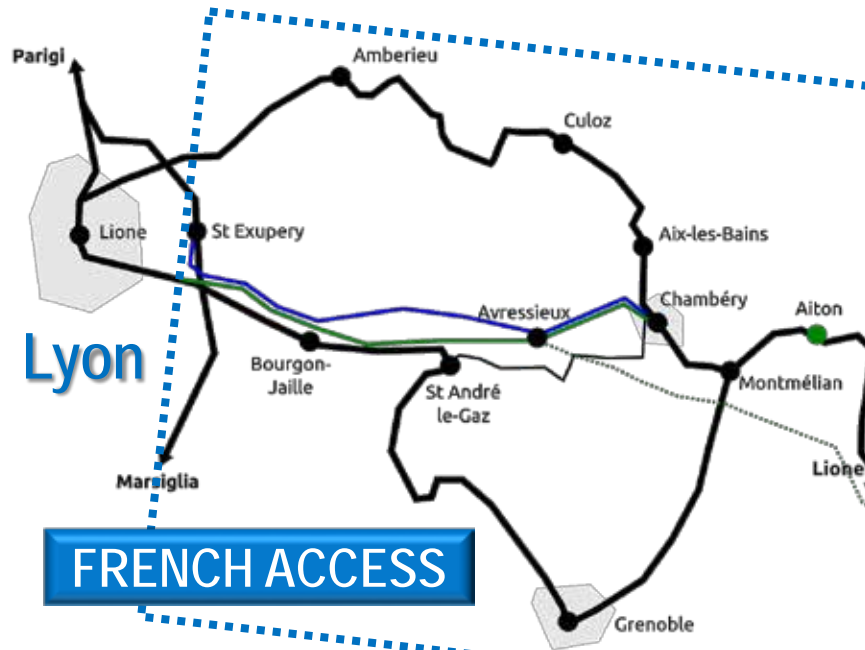 Parigi
Amberieu
Culoz
Lione
St Exupery
Aix-les-Bains
Chambéry
Avressieux
Aiton
Lyon
Bourgon-
Jaille
St André
le-Gaz
Montmélian
Lione
Marsiglia
FRENCH ACCESS
Grenoble